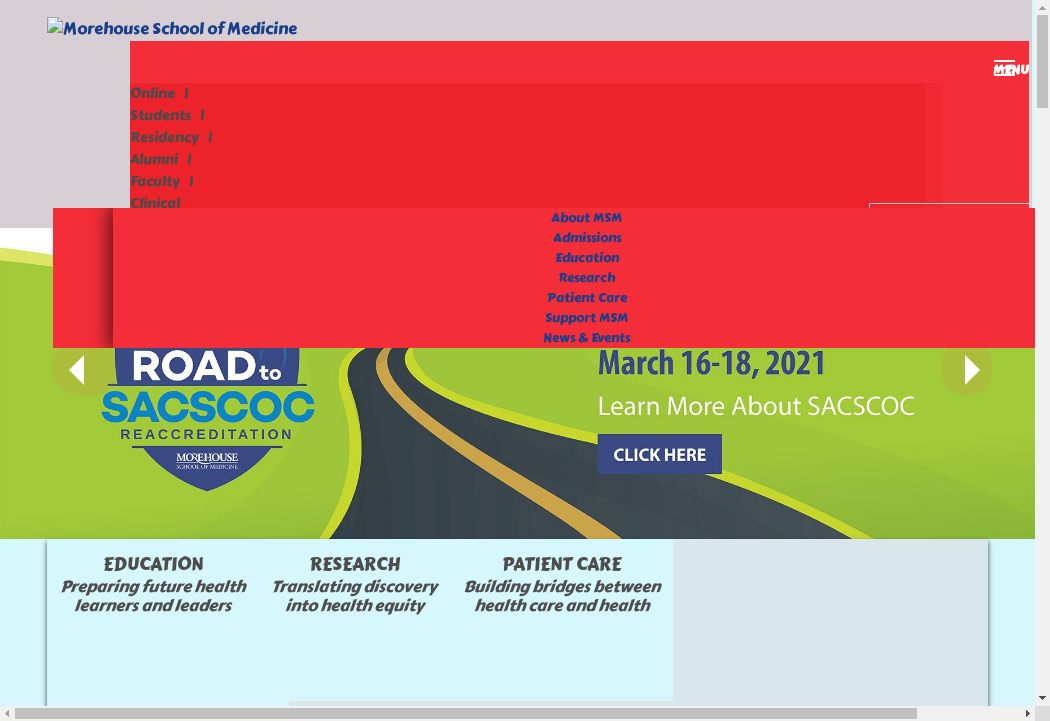 Morehouse School of Medicine
MENU
Online |
Students |
Residency |
Alumni |
Faculty |
Clinical
About MSM
Admissions
Education
Research
Patient Care
Support MSM
News & Events
ROAD to
SACSCOC
REACCREDITATION
MOREHOUSE
SCHOOL OF MEDICINE
March 16-18, 2021
Learn More About SACSCOC
CLICK HERE
EDUCATION
Preparing future health
learners and leaders
RESEARCH
Translating discovery
into health equity
PATIENT CARE
Building bridges between
health care and health